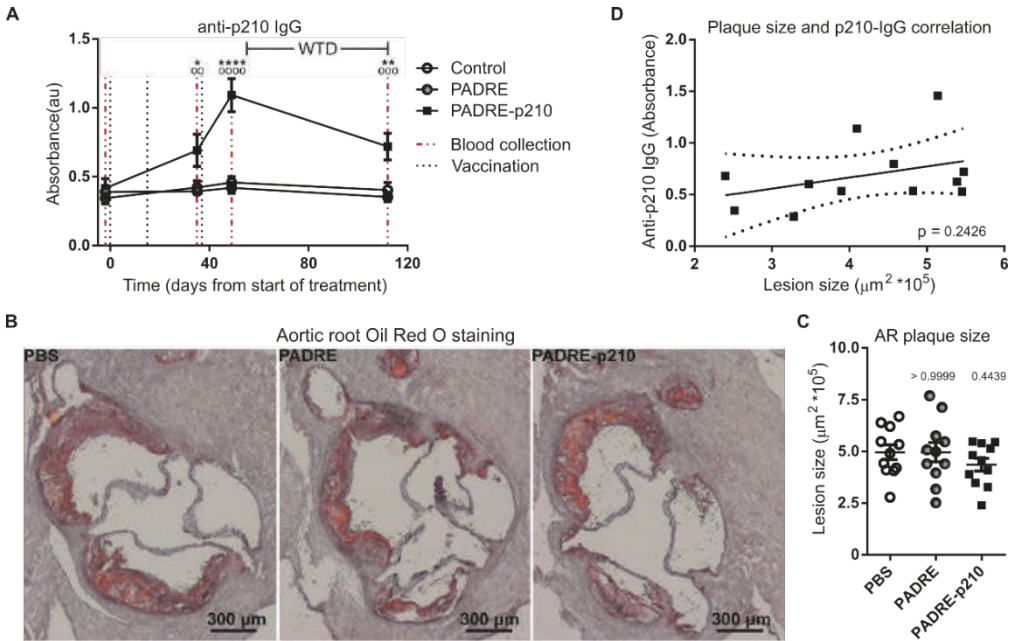 A
anti-p210 IgG
1.5
1.0
0.5
0.0
Absorbance(au)
WTD
*
oo
****
oooo
**
ooo
0
40
80
120
Time (days from start of treatment)
Control
PADRE
PADRE-p210
Blood collection
Vaccination
D
Plaque size and p210-IgG correlation
2.0
1.5
1.0
0.5
0.0
Anti-p210 IgG (Absorbance)
p = 0.2426
2
3
4
5
6
Lesion size (μm² *10⁵)
B
Aortic root Oil Red O staining
PBS
PADRE
PADRE-p210
300 μm
300 μm
300 μm
C
AR plaque size
10.0
7.5
5.0
2.5
0
Lesion size (μm² *10⁵)
> 0.9999
0.4439
PBS
PADRE
PADRE-p210